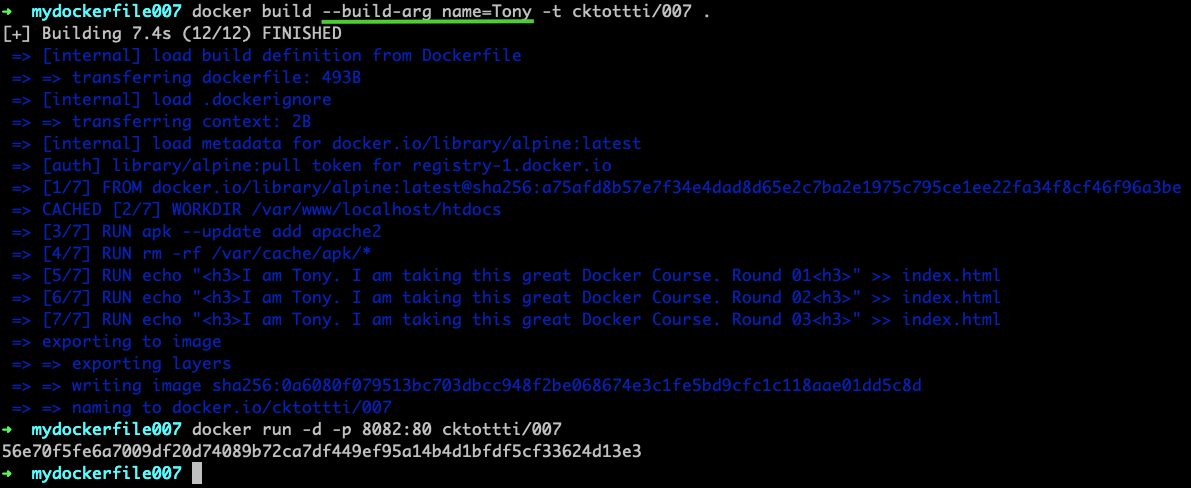 ➜ mydockerfile007 docker build --build-arg name=Tony -t cktottti/007 .
[+] Building 7.4s (12/12) FINISHED
=> [internal] load build definition from Dockerfile
=> => transferring dockerfile: 493B
=> [internal] load .dockerignore
=> => transferring context: 2B
=> [internal] load metadata for docker.io/library/alpine:latest
=> [auth] library/alpine:pull token for registry-1.docker.io
=> [1/7] FROM docker.io/library/alpine:latest@sha256:a75afd8b57e7f34e4dad8d65e2c7ba2e1975c795ce1ee22fa34f8cf46f96a3be
=> CACHED [2/7] WORKDIR /var/www/localhost/htdocs
=> [3/7] RUN apk --update add apache2
=> [4/7] RUN rm -rf /var/cache/apk/*
=> [5/7] RUN echo "<h3>I am Tony. I am taking this great Docker Course. Round 01<h3>" >> index.html
=> [6/7] RUN echo "<h3>I am Tony. I am taking this great Docker Course. Round 02<h3>" >> index.html
=> [7/7] RUN echo "<h3>I am Tony. I am taking this great Docker Course. Round 03<h3>" >> index.html
=> exporting to image
=> => exporting layers
=> => writing image sha256:0a6080f079513bc703dbcc948f2be068674e3c1fe5bd9cfc1c118aae01dd5c8d
=> => naming to docker.io/cktottti/007
➜ mydockerfile007 docker run -d -p 8082:80 cktottti/007
56e70f5fe6a7009df20d74089b72ca7df449ef95a14b4d1bfdf5cf33624d13e3
➜ mydockerfile007